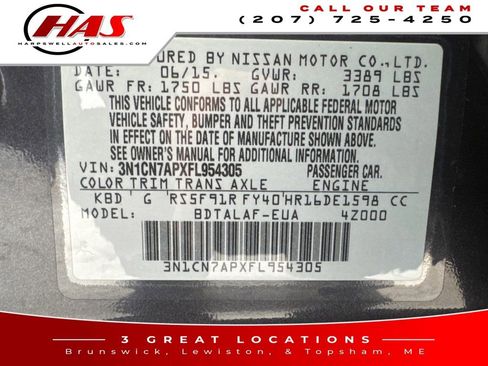 HAS
HARPSWELLAUTOSALES.COM
CALL OUR TEAM
(207) 725-4250
URED BY NISSAN MOTOR CO.,LTD.
DATE: 06/15. GVWR: 3389 LBS
GAWR FR: 1750 LBS GAWR RR: 1708 LBS
THIS VEHICLE CONFORMS TO ALL APPLICABLE FEDERAL MOTOR
VEHICLE SAFETY, BUMPER AND THEFT PREVENTION STANDARDS
IN EFFECT ON THE DATE OF MANUFACTURE SHOWN ABOVE.
SEE OWNER'S MANUAL FOR ADDITIONAL INFORMATION.
VIN: 3N1CN7APXFL954305 PASSENGER CAR.
COLOR TRIM TRANS AXLE ENGINE
KBD G RE5F91R FY40 HR16DE1598 CC
MODEL: BDTALAF-EUA 4Z000
3N1CN7APXFL954305
3 GREAT LOCATIONS
Brunswick, Lewiston, & Topsham, ME